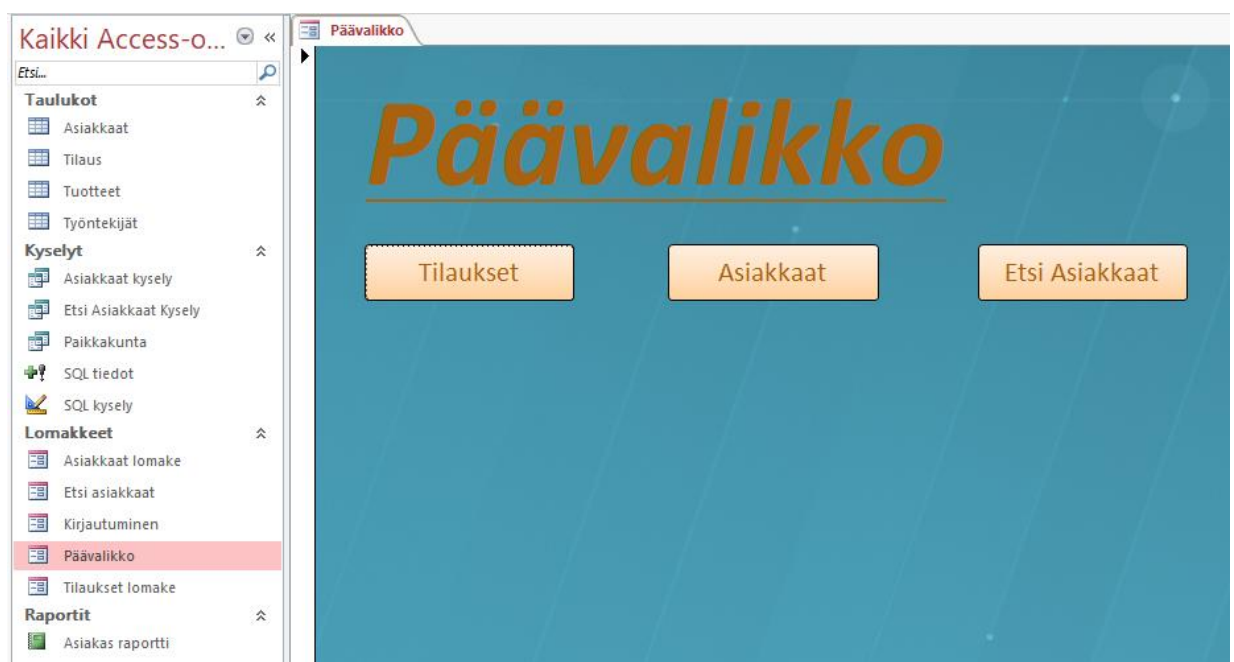 Kaikki Access-o...
Etsi...
Taulukot
Asiakkaat
Tilaus
Tuotteet
Työntekijät
Kyselyt
Asiakkaat kysely
Etsi Asiakkaat Kysely
Paikkakunta
SQL tiedot
SQL kysely
Lomakkeet
Asiakkaat lomake
Etsi asiakkaat
Kirjautuminen
Päävalikko
Tilaukset lomake
Raportit
Asiakas raportti
Päävalikko
Päävalikko
Tilaukset
Asiakkaat
Etsi Asiakkaat